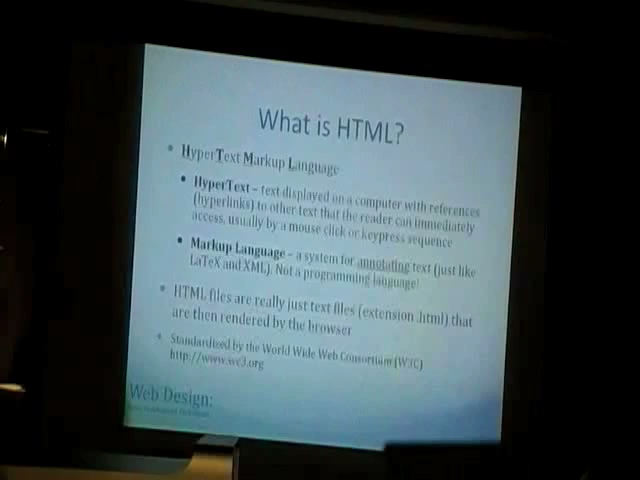 What is HTML?
• HyperText Markup Language
• HyperText – text displayed on a computer with references
(hyperlinks) to other text that the reader can immediately
access, usually by a mouse click or keypress sequence
• Markup Language – a system for annotating text (just like
LaTeX and XML). Not a programming language!
• HTML files are really just text files (extension .html) that
are then rendered by the browser
• Standardized by the World Wide Web Consortium (W3C)
http://www.wc3.org
Web Design: